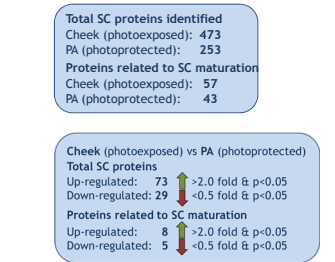 Total SC proteins identified
Cheek (photoexposed): 473
PA (photoprotected): 253
Proteins related to SC maturation
Cheek (photoexposed): 57
PA (photoprotected): 43
Cheek (photoexposed) vs PA (photoprotected)
Total SC proteins
Up-regulated: 73 >2.0 fold & p<0.05
Down-regulated: 29 <0.5 fold & p<0.05
Proteins related to SC maturation
Up-regulated: 8 >2.0 fold & p<0.05
Down-regulated: 5 <0.5 fold & p<0.05